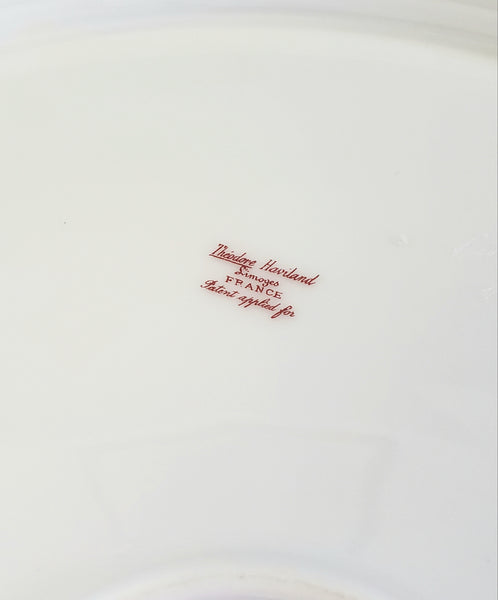 Théodore Haviland
Limoges
FRANCE
Patent applied for